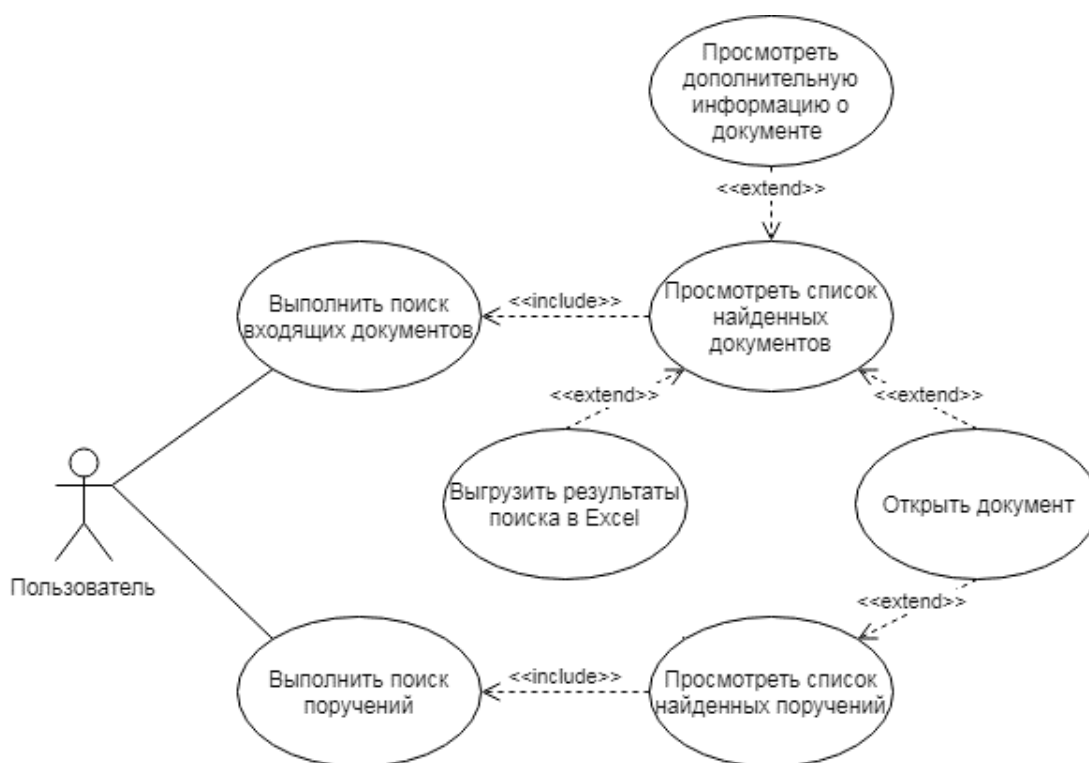 Просмотреть
дополнительную
информацию о
документе
<<extend>>
Выполнить поиск
входящих документов
<<include>>
Просмотреть список
найденных
документов
<<extend>>
<<extend>>
Выгрузить результаты
поиска в Excel
Открыть документ
Пользователь
<<extend>>
Выполнить поиск
поручений
<<include>>
Просмотреть список
найденных поручений